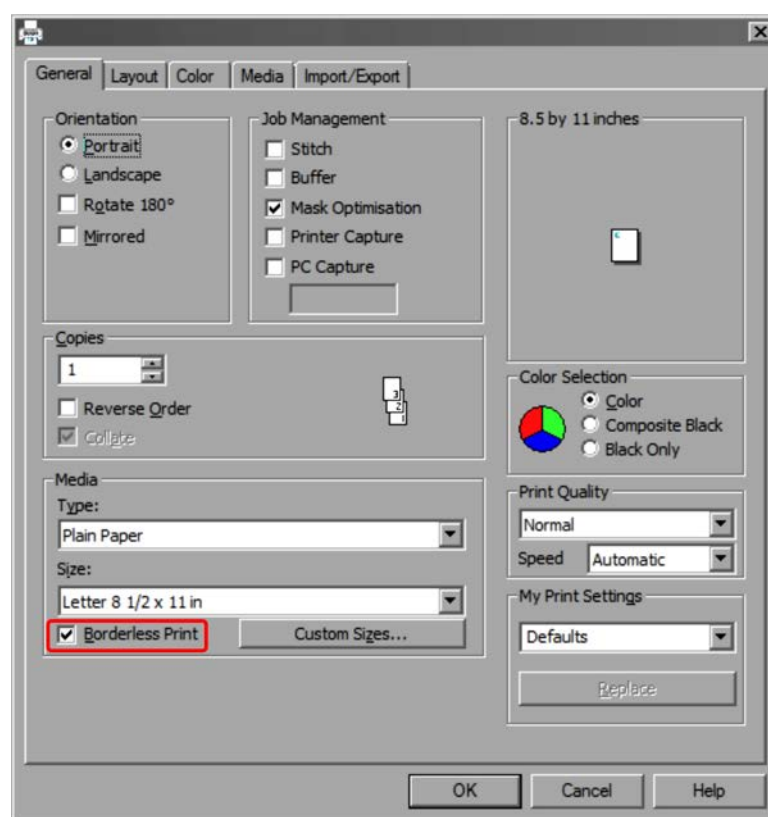 General Layout Color Media Import/Export
Orientation
Portrait
Landscape
Rotate 180°
Mirrored
Job Management
Stitch
Buffer
Mask Optimisation
Printer Capture
PC Capture
8.5 by 11 inches
Copies
1
Reverse Order
Collate
3
2
1
Color Selection
Color
Composite Black
Black Only
Media
Type:
Plain Paper
Size:
Letter 8 1/2 x 11 in
Borderless Print Custom Sizes...
Print Quality
Normal
Speed Automatic
My Print Settings
Defaults
Replace
OK Cancel Help